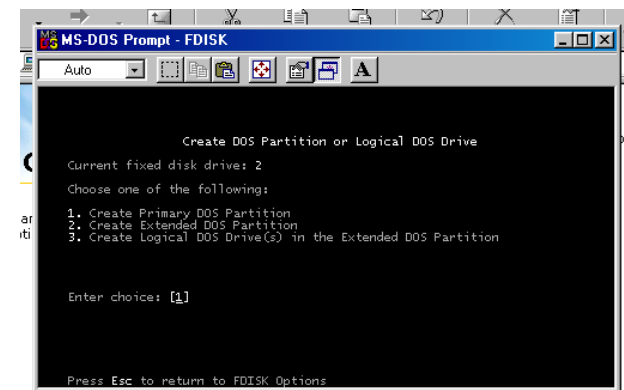 MS-DOS Prompt - FDISK
Auto
A
Create DOS Partition or Logical DOS Drive
Current fixed disk drive: 2
Choose one of the following:
1. Create Primary DOS Partition
2. Create Extended DOS Partition
3. Create Logical DOS Drive(s) in the Extended DOS Partition
Enter choice: [1]
Press Esc to return to FDISK Options